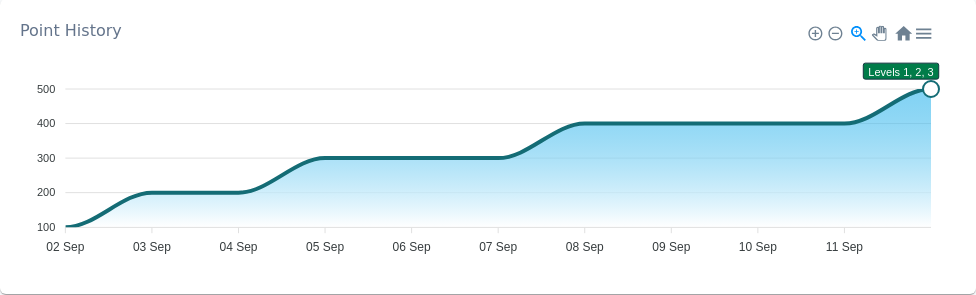 Point History
Levels 1, 2, 3
500
400
300
200
100
02 Sep 03 Sep 04 Sep 05 Sep 06 Sep 07 Sep 08 Sep 09 Sep 10 Sep 11 Sep